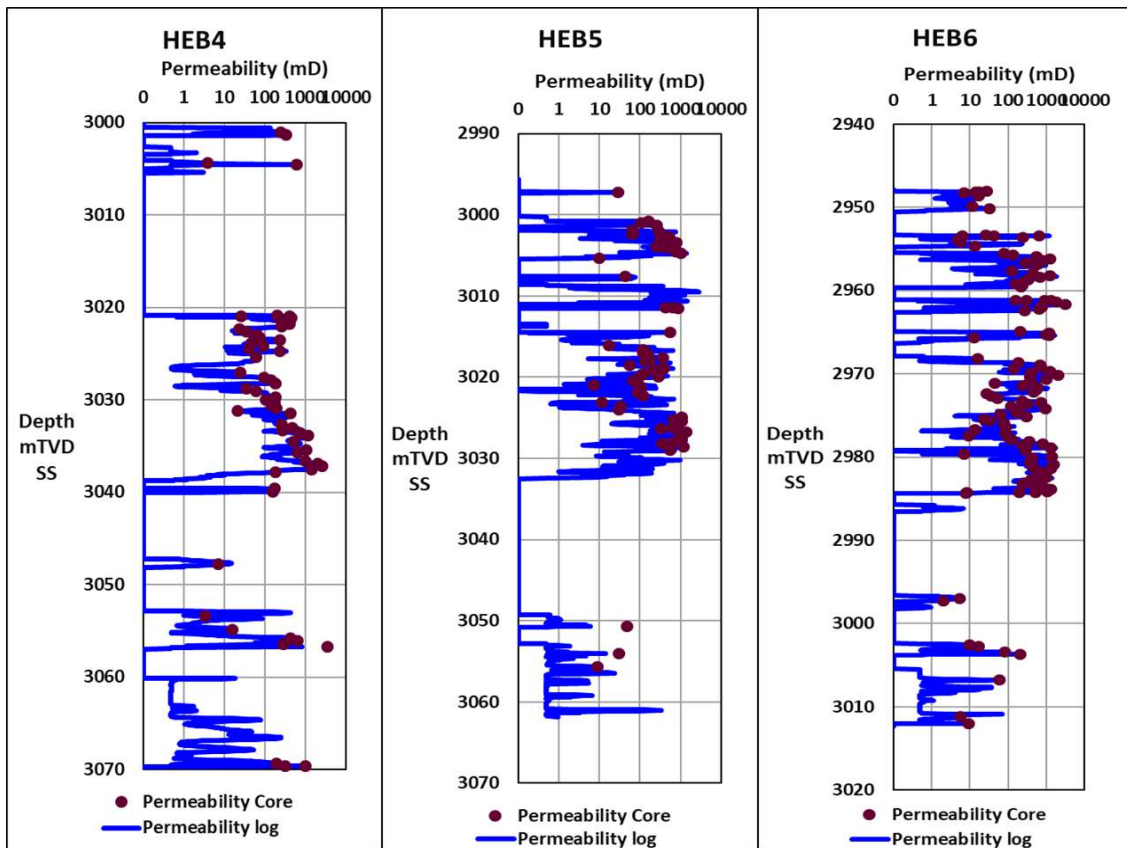 HEB4
Permeability (mD)
0 1 10 100 1000 10000
3000
3010
3020
3030
3040
3050
3060
3070
Depth
mTVD
SS
Permeability Core
Permeability log
HEB5
Permeability (mD)
0 1 10 100 1000 10000
2990
3000
3010
3020
3030
3040
3050
3060
3070
Depth
mTVD
SS
Permeability Core
Permeability log
HEB6
Permeability (mD)
0 1 10 100 1000 10000
2940
2950
2960
2970
2980
2990
3000
3010
3020
Depth
mTVD
SS
Permeability Core
Permeability log